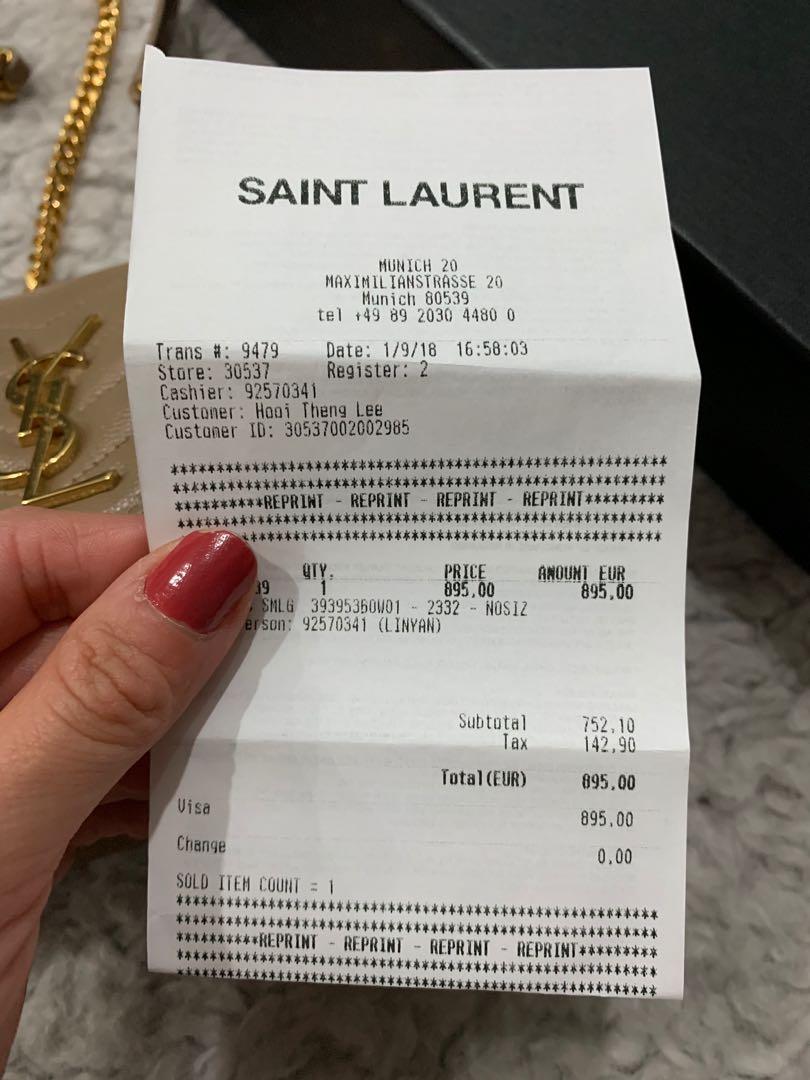 SAINT LAURENT
MUNICH 20
MAXIMILIANSTRASSE 20
Munich 80539
tel +49 89 2030 4480 0
Trans #: 9479 Date: 1/9/18 16:58:03
Store: 30537 Register: 2
Cashier: 92570341
Customer: Hooi Theng Lee
Customer ID: 30537002002985
******************************************************
******************************************************
**********REPRINT - REPRINT - REPRINT - REPRINT*********
******************************************************
******************************************************
QTY. PRICE AMOUNT EUR
39 1 895,00 895,00
SMLG 39395360W01 - 2332 - NOSIZ
erson: 92570341 (LINYAN)
Subtotal 752,10
Tax 142,90
Total(EUR) 895,00
Visa 895,00
Change 0,00
SOLD ITEM COUNT = 1
******************************************************
******************************************************
**********REPRINT - REPRINT - REPRINT - REPRINT*********
******************************************************
******************************************************
YSL